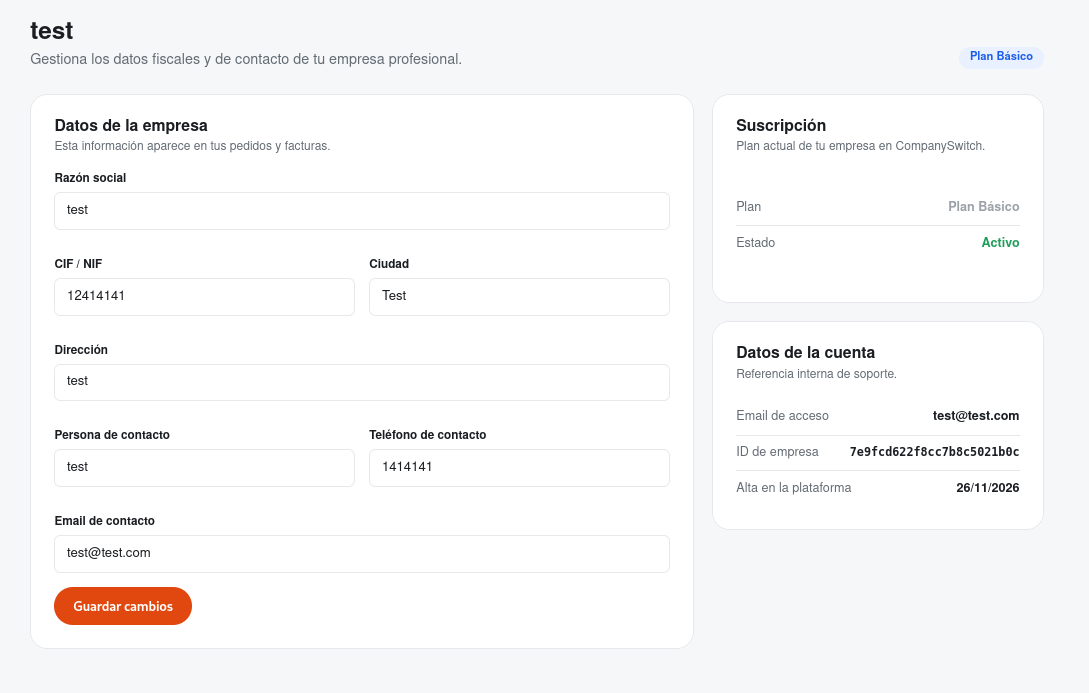 test
Gestiona los datos fiscales y de contacto de tu empresa profesional.
Plan Básico
Datos de la empresa
Esta información aparece en tus pedidos y facturas.
Razón social
test
CIF / NIF
Ciudad
12414141
Test
Dirección
test
Persona de contacto
Teléfono de contacto
test
1414141
Email de contacto
test@test.com
Guardar cambios
Suscripción
Plan actual de tu empresa en CompanySwitch.
Plan
Plan Básico
Estado
Activo
Datos de la cuenta
Referencia interna de soporte.
Email de acceso
test@test.com
ID de empresa
7e9fcd622f8cc7b8c5021b0c
Alta en la plataforma
26/11/2026